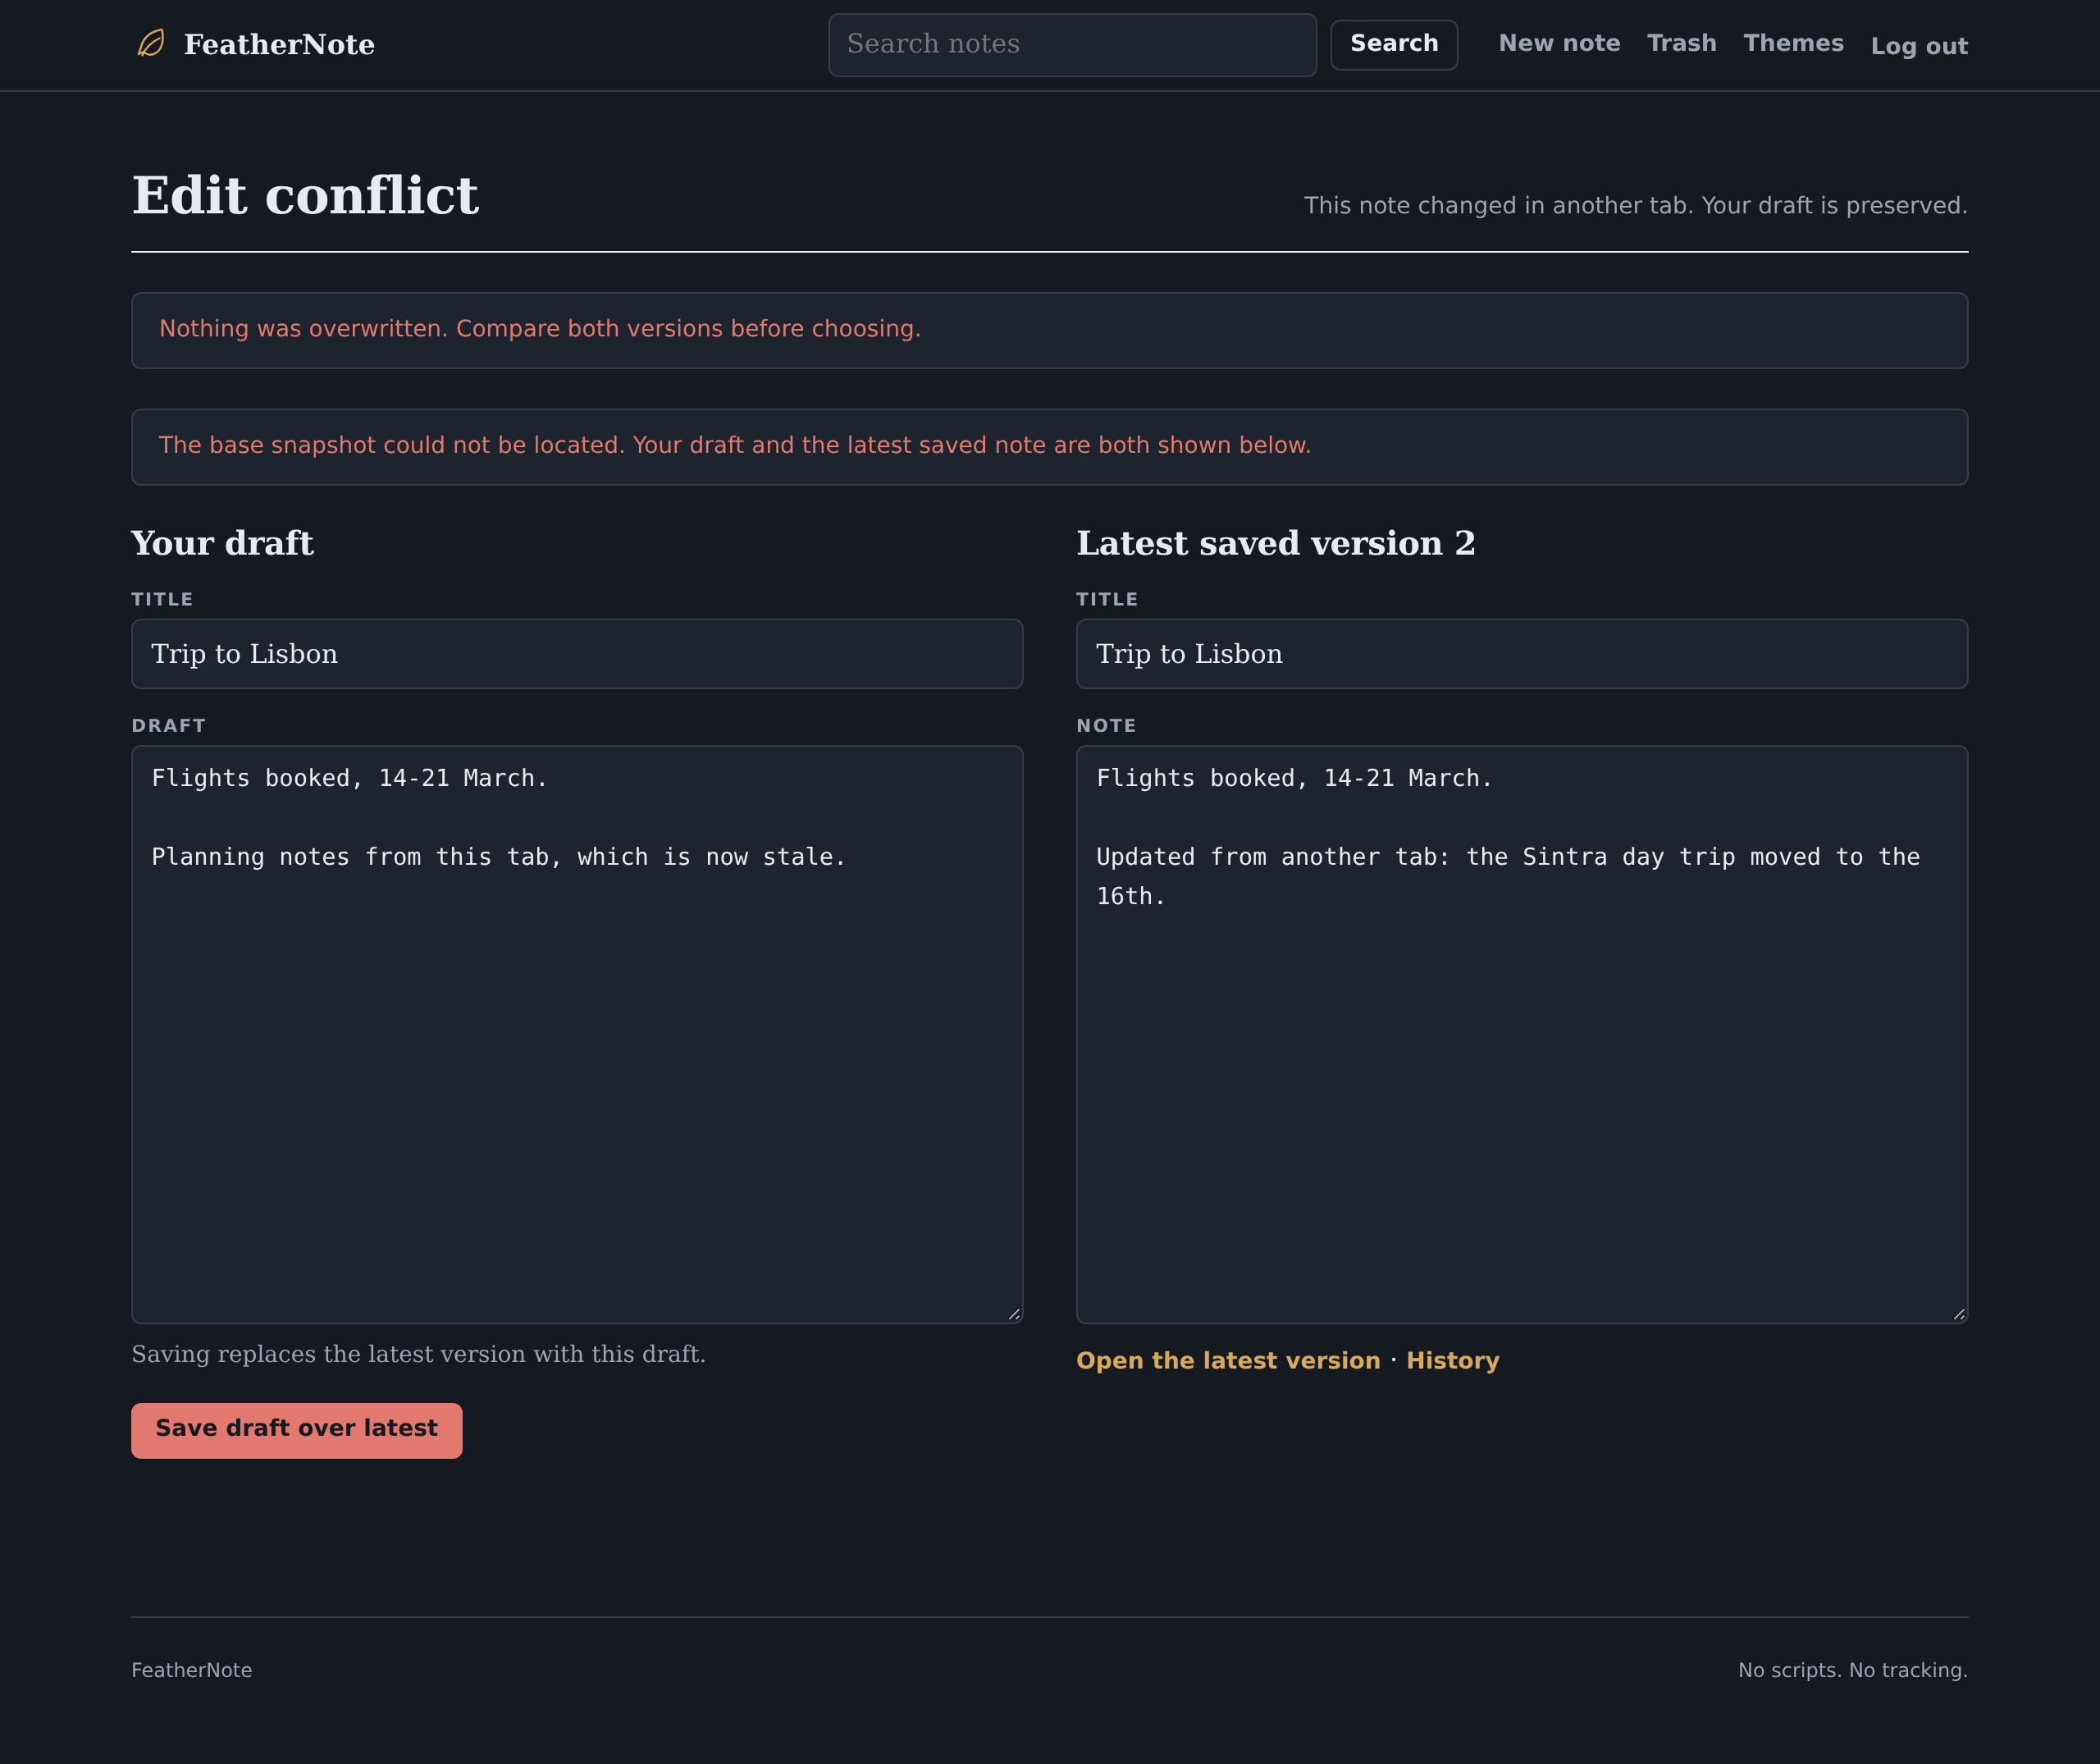 FeatherNote
Search notes
Search
New note
Trash
Themes
Log out
Edit conflict
This note changed in another tab. Your draft is preserved.
Nothing was overwritten. Compare both versions before choosing.
The base snapshot could not be located. Your draft and the latest saved note are both shown below.
Your draft
TITLE
Trip to Lisbon
DRAFT
Flights booked, 14-21 March.
Planning notes from this tab, which is now stale.
Saving replaces the latest version with this draft.
Save draft over latest
Latest saved version 2
TITLE
Trip to Lisbon
NOTE
Flights booked, 14-21 March.
Updated from another tab: the Sintra day trip moved to the
16th.
Open the latest version · History
FeatherNote
No scripts. No tracking.